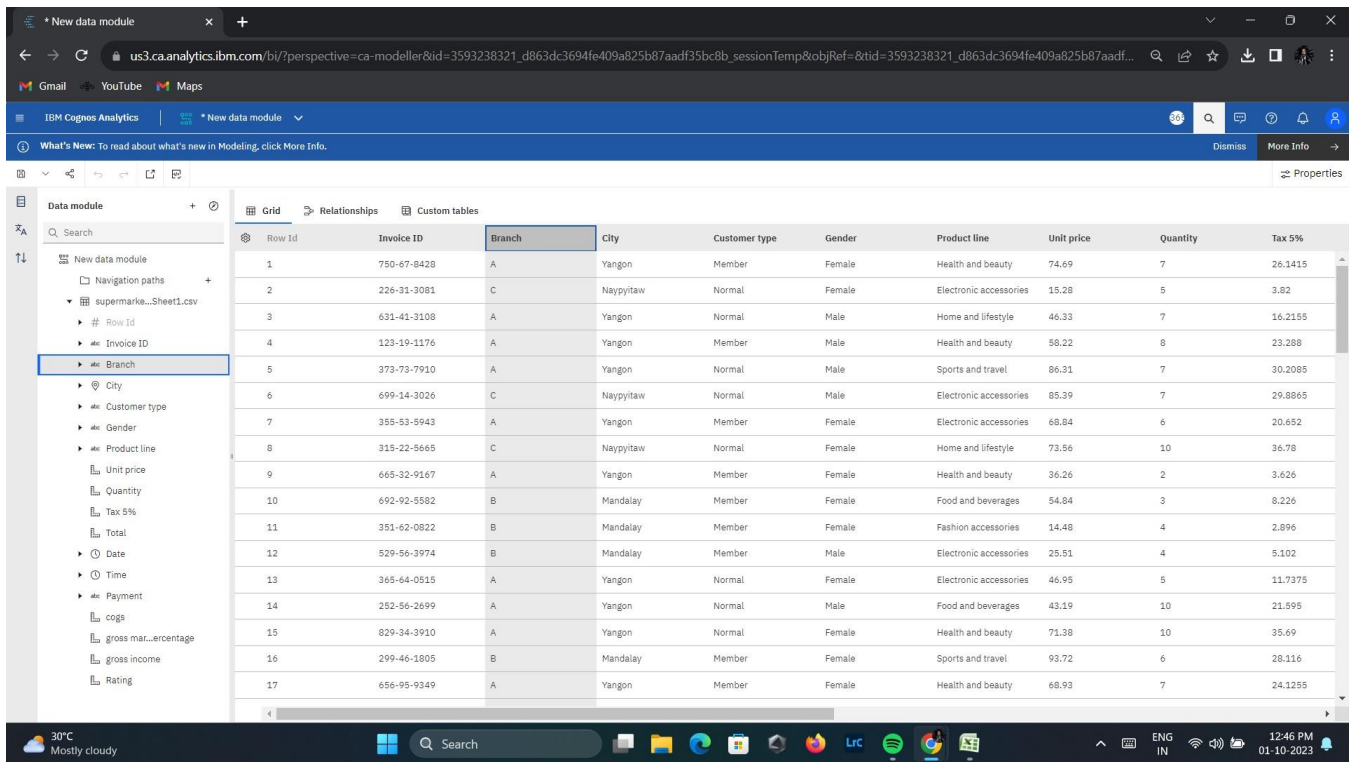 * New data module
us3.ca.analytics.ibm.com/bi/?perspective=ca-modeller&id=3593238321_d863dc3694fe409a825b87aadf35bc8b_sessionTemp&objRef=&tid=3593238321_d863dc3694fe409a825b87aadf...
Gmail YouTube Maps
IBM Cognos Analytics * New data module
What's New: To read about what's new in Modeling, click More Info. Dismiss More Info
Properties
Data module
Search
New data module
Navigation paths
supermarke...Sheet1.csv
# Row Id
abc Invoice ID
abc Branch
City
abc Customer type
abc Gender
abc Product line
Unit price
Quantity
Tax 5%
Total
Date
Time
abc Payment
cogs
gross mar...ercentage
gross income
Rating
Grid Relationships Custom tables
Row Id Invoice ID Branch City Customer type Gender Product line Unit price Quantity Tax 5%
1 750-67-8428 A Yangon Member Female Health and beauty 74.69 7 26.1415
2 226-31-3081 C Naypyitaw Normal Female Electronic accessories 15.28 5 3.82
3 631-41-3108 A Yangon Normal Male Home and lifestyle 46.33 7 16.2155
4 123-19-1176 A Yangon Member Male Health and beauty 58.22 8 23.288
5 373-73-7910 A Yangon Normal Male Sports and travel 86.31 7 30.2085
6 699-14-3026 C Naypyitaw Normal Male Electronic accessories 85.39 7 29.8865
7 355-53-5943 A Yangon Member Female Electronic accessories 68.84 6 20.652
8 315-22-5665 C Naypyitaw Normal Female Home and lifestyle 73.56 10 36.78
9 665-32-9167 A Yangon Member Female Health and beauty 36.26 2 3.626
10 692-92-5582 B Mandalay Member Female Food and beverages 54.84 3 8.226
11 351-62-0822 B Mandalay Member Female Fashion accessories 14.48 4 2.896
12 529-56-3974 B Mandalay Member Male Electronic accessories 25.51 4 5.102
13 365-64-0515 A Yangon Normal Female Electronic accessories 46.95 5 11.7375
14 252-56-2699 A Yangon Normal Male Food and beverages 43.19 10 21.595
15 829-34-3910 A Yangon Normal Female Health and beauty 71.38 10 35.69
16 299-46-1805 B Mandalay Member Female Sports and travel 93.72 6 28.116
17 656-95-9349 A Yangon Member Female Health and beauty 68.93 7 24.1255
30°C
Mostly cloudy
Search
LrC
ENG
IN
12:46 PM
01-10-2023